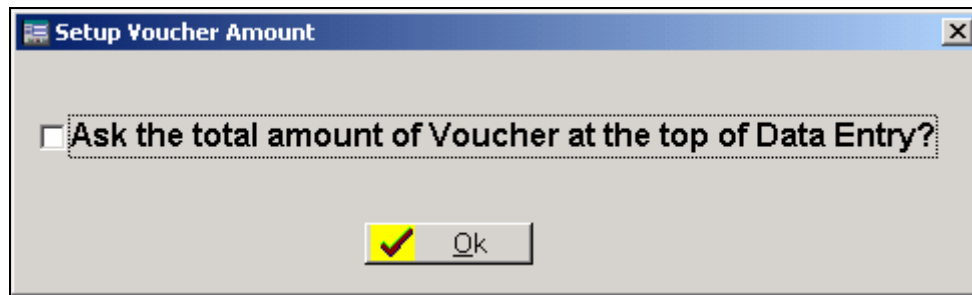 Setup Voucher Amount
Ask the total amount of Voucher at the top of Data Entry?
Ok